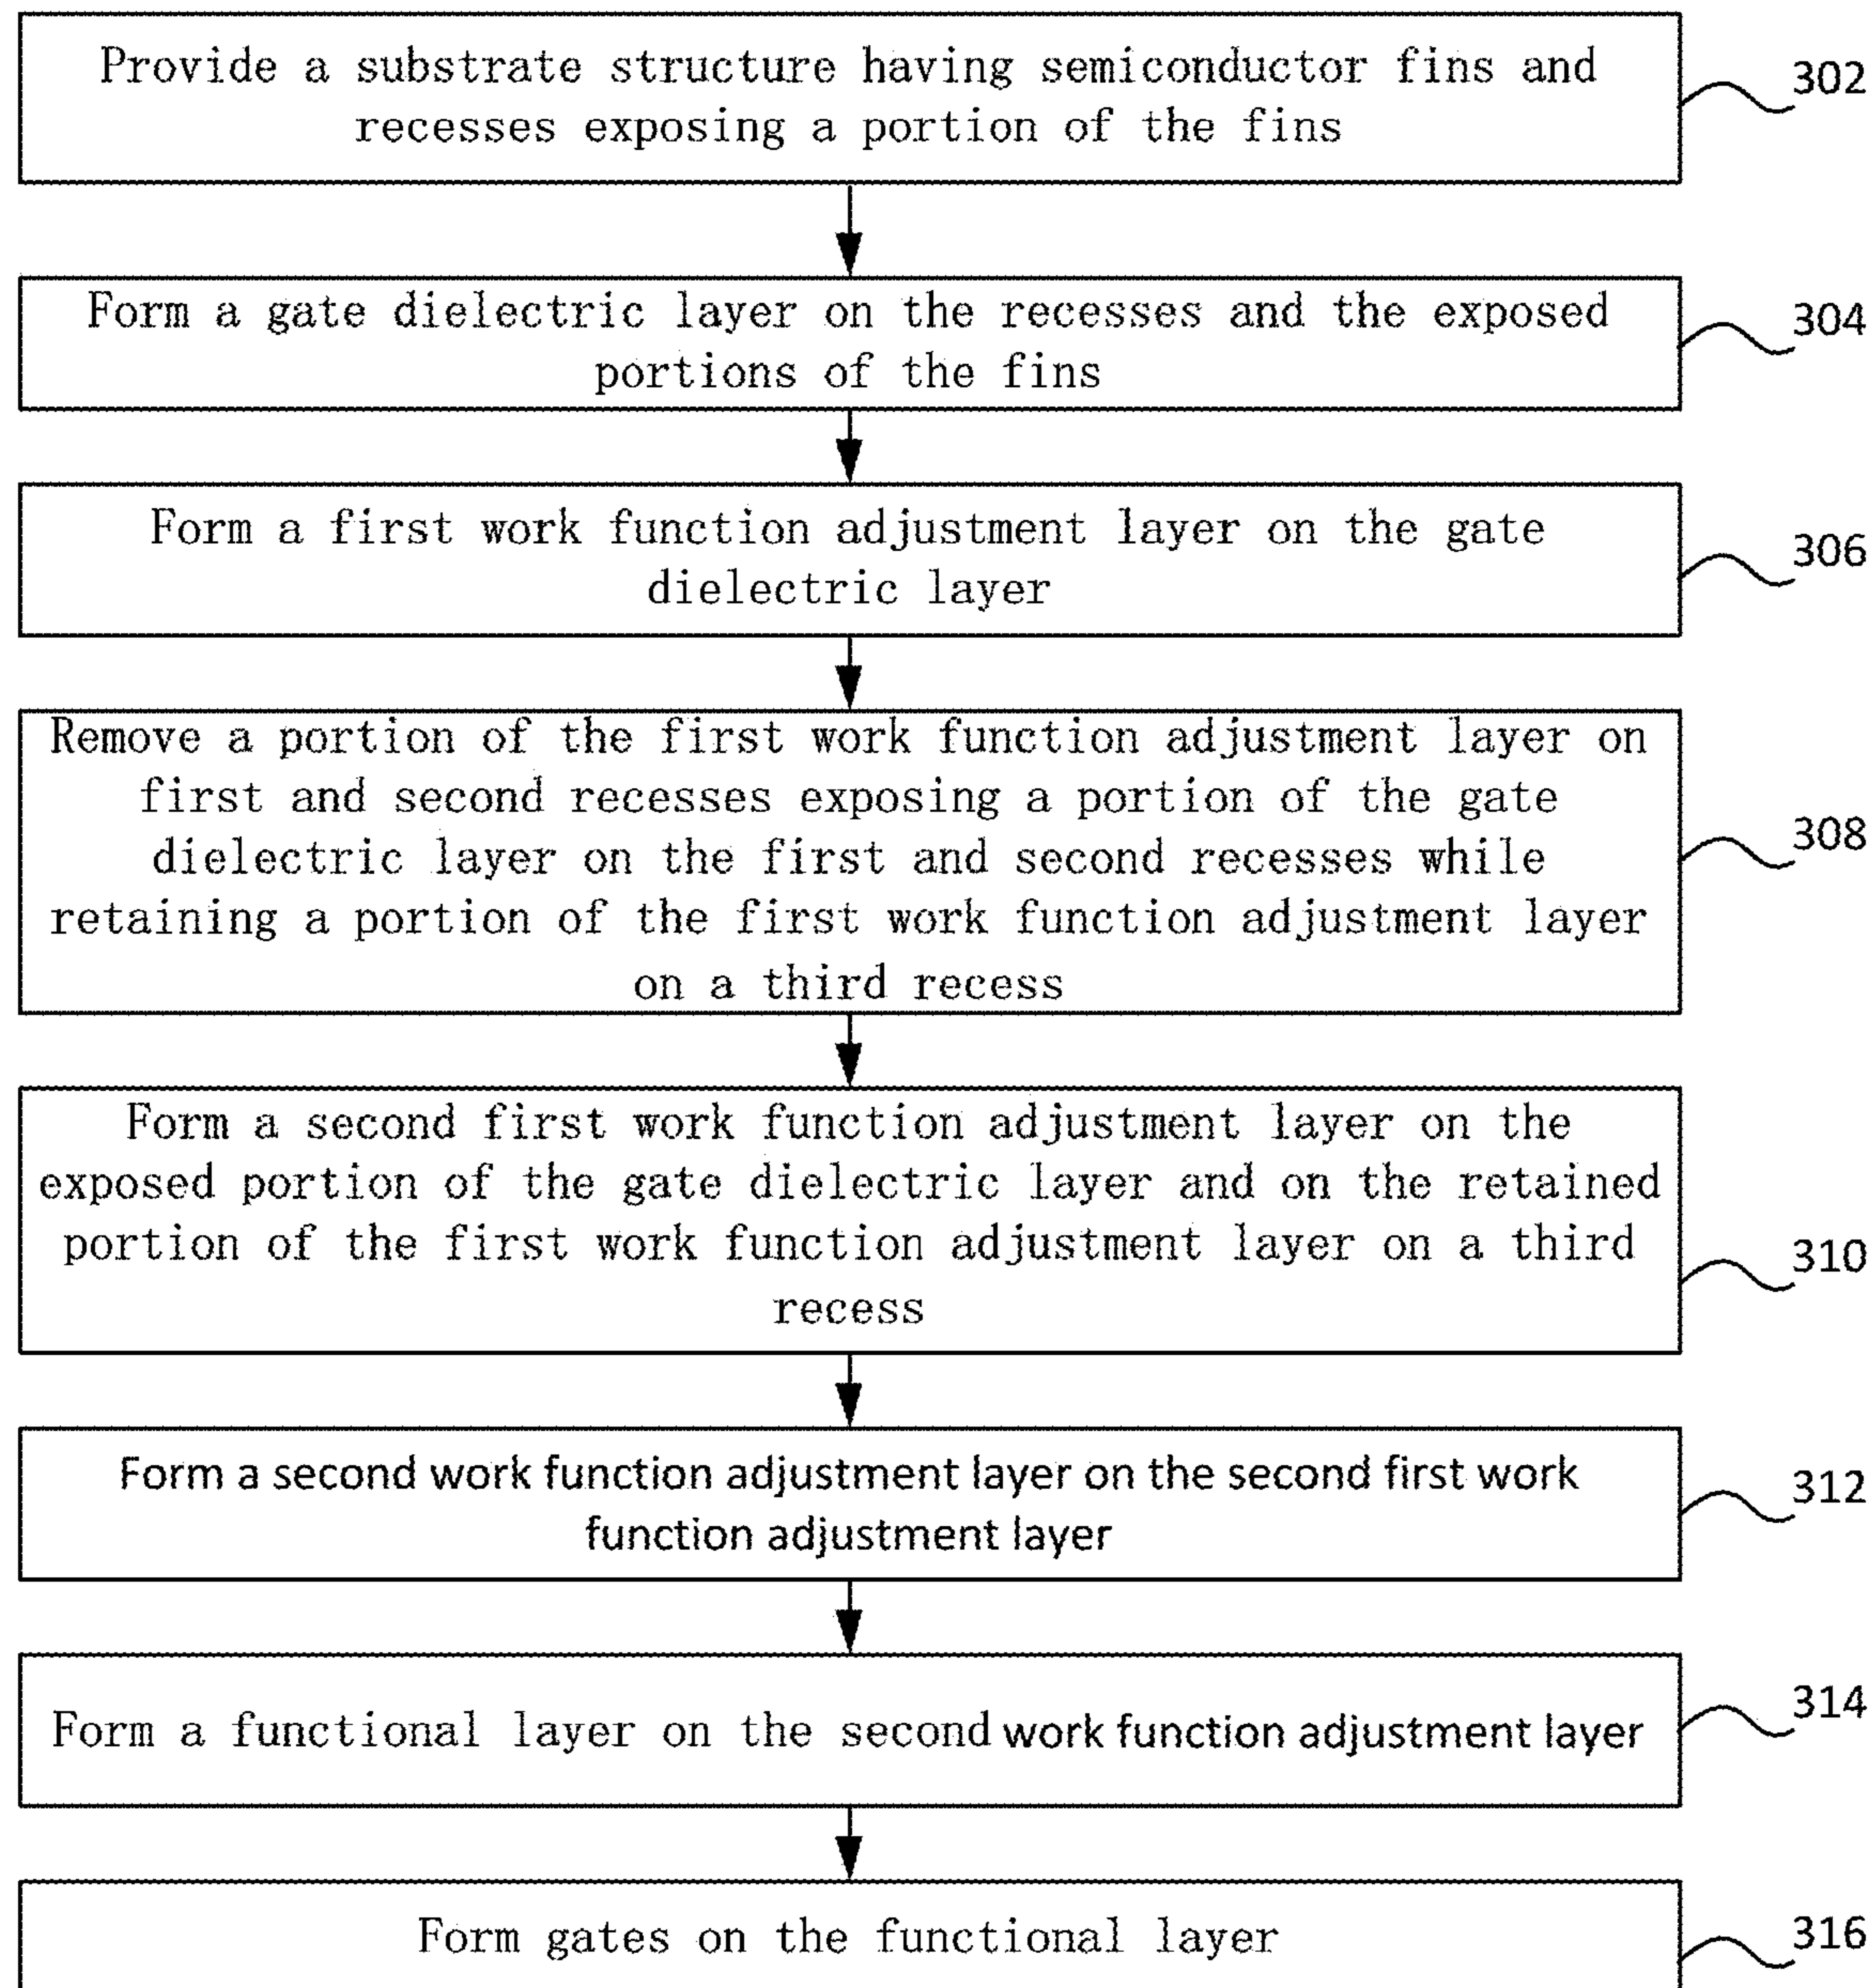 Provide a substrate structure having semiconductor fins and
recesses exposing a portion of the fins
302
Form a gate dielectric layer on the recesses and the exposed
portions of the fins
304
Form a first work function adjustment layer on the gate
dielectric layer
306
Remove a portion of the first work function adjustment layer on
first and second recesses exposing a portion of the gate
dielectric layer on the first and second recesses while
retaining a portion of the first work function adjustment layer
on a third recess
308
Form a second first work function adjustment layer on the
exposed portion of the gate dielectric layer and on the retained
portion of the first work function adjustment layer on a third
recess
310
Form a second work function adjustment layer on the second first work
function adjustment layer
312
Form a functional layer on the second work function adjustment layer
314
Form gates on the functional layer
316